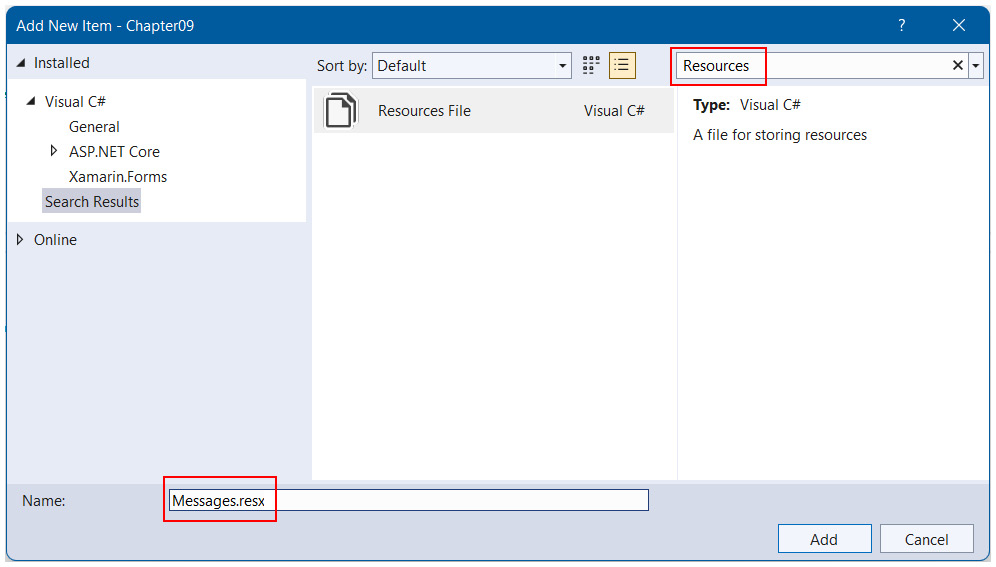 Add New Item - Chapter09
?
Installed
Visual C#
General
ASP.NET Core
Xamarin.Forms
Search Results
Online
Sort by: Default
Resources
Resources File Visual C#
Type: Visual C#
A file for storing resources
Name: Messages.resx
Add Cancel